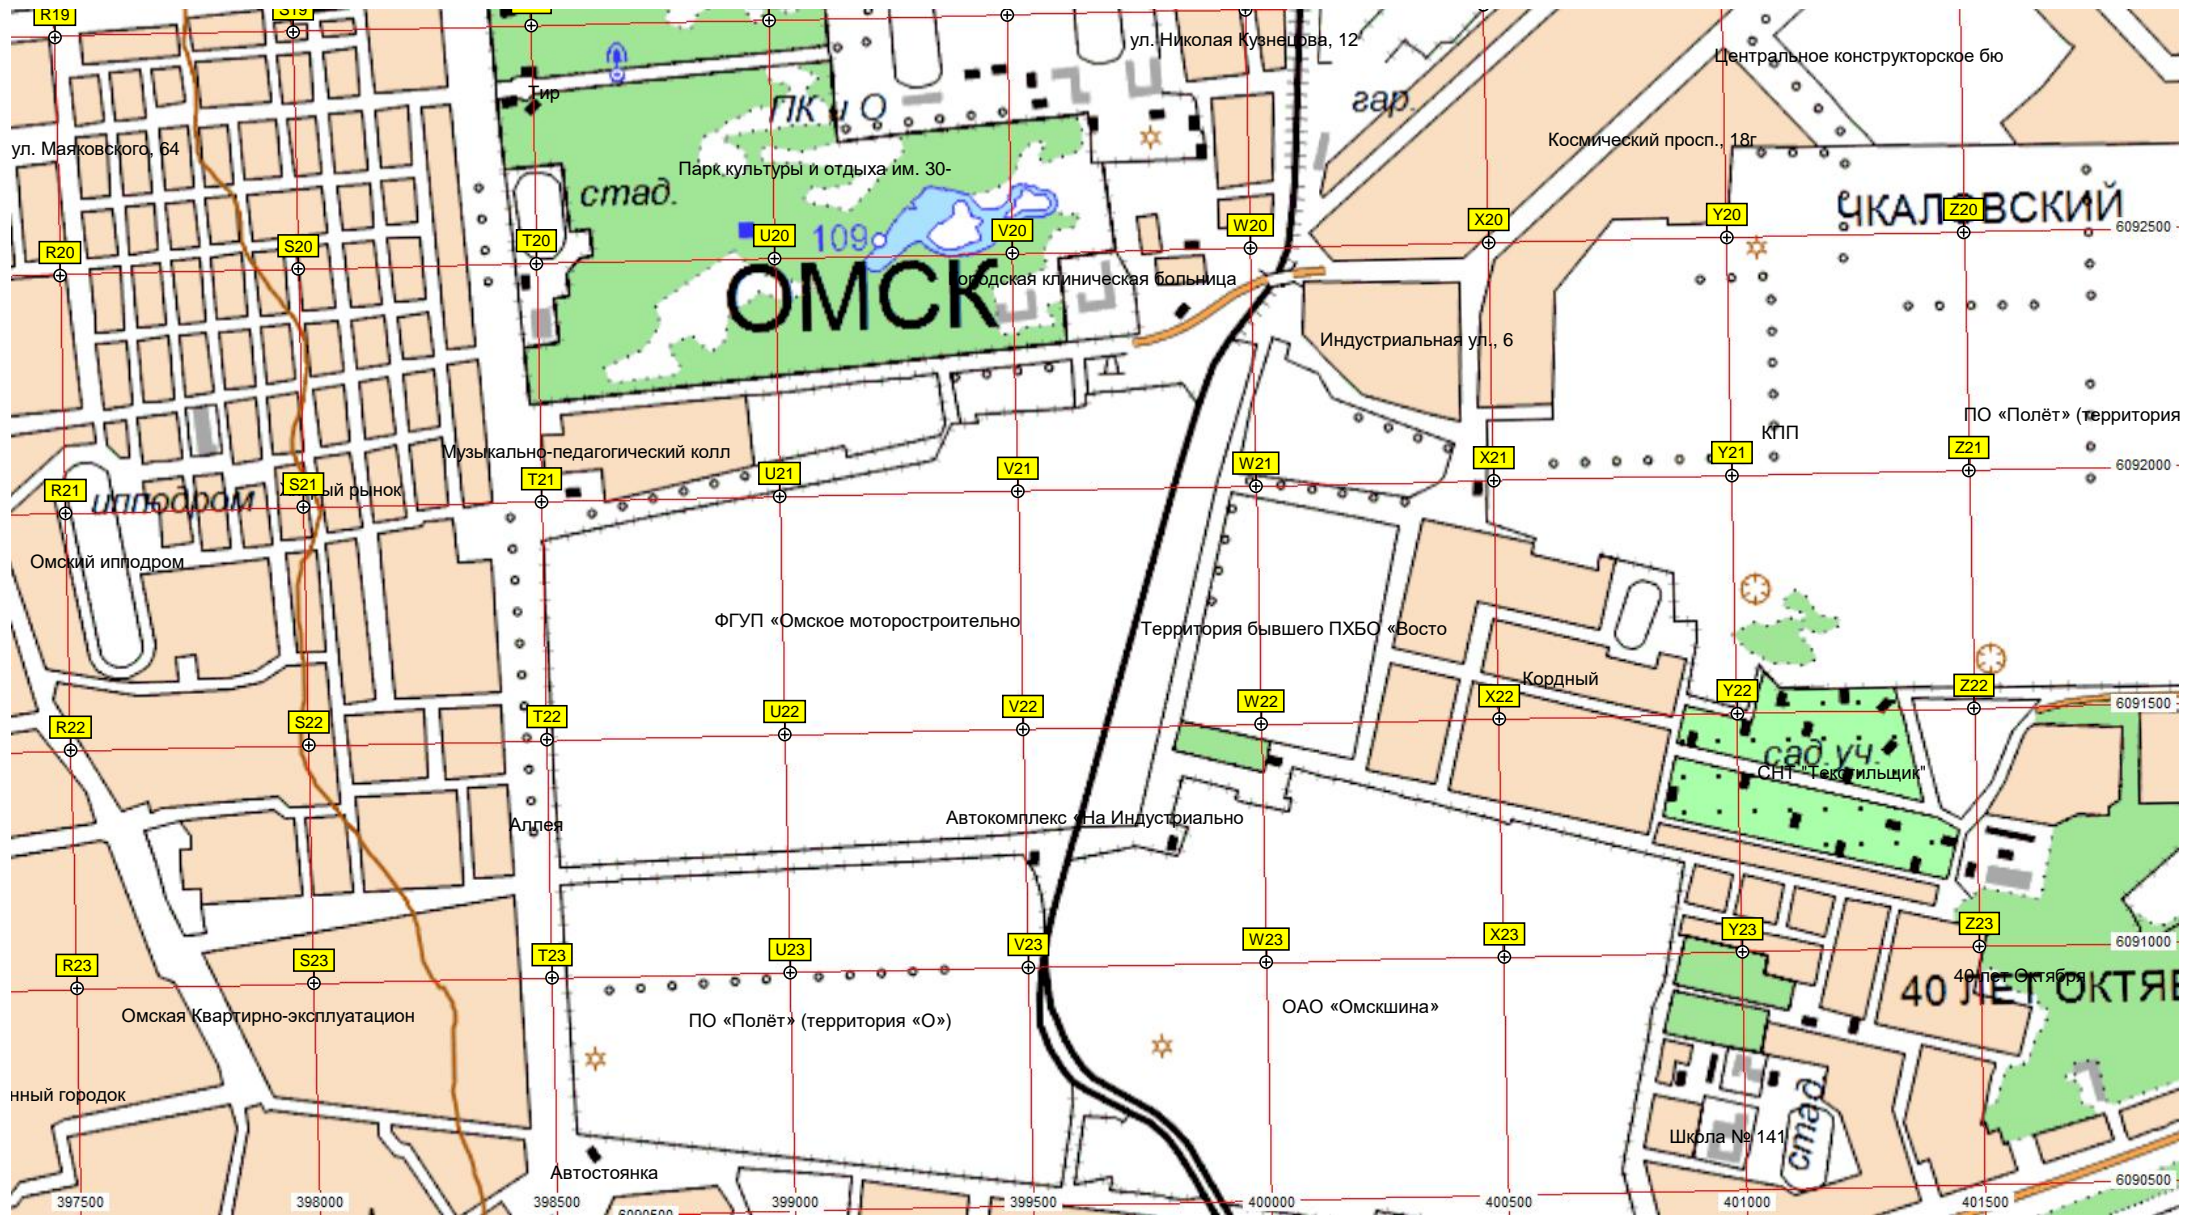 R19
S19
ул. Николая Кузнецова, 12
Центральное конструкторское бю
Тир
ПК и О
гар.
ул. Маяковского, 64
Космический просп., 18г
Парк культуры и отдыха им. 30-
стад.
ЧКАЛОВСКИЙ
R20
S20
T20
U20
109
V20
W20
X20
Y20
Z20
6092500
ОМСК
Городская клиническая больница
Индустриальная ул., 6
ПО «Полёт» (территория
КПП
Музыкально-педагогический колл
R21
S21
T21
U21
V21
W21
X21
Y21
Z21
6092000
ипподром
ный рынок
Омский ипподром
ФГУП «Омское моторостроительно
Территория бывшего ПХБО «Восто
Кордный
R22
S22
T22
U22
V22
W22
X22
Y22
Z22
6091500
сад.уч.
СНТ "Текстильщик"
Аллея
Автокомплекс «На Индустриально
R23
S23
T23
U23
V23
W23
X23
Y23
Z23
6091000
40 лет Октября
40 ЛЕТ ОКТЯБ
Омская Квартирно-эксплуатацион
ПО «Полёт» (территория «О»)
ОАО «Омскшина»
нный городок
стад.
Школа № 141
Автостоянка
6090500
397500
398000
398500
6090500
399000
399500
400000
400500
401000
401500